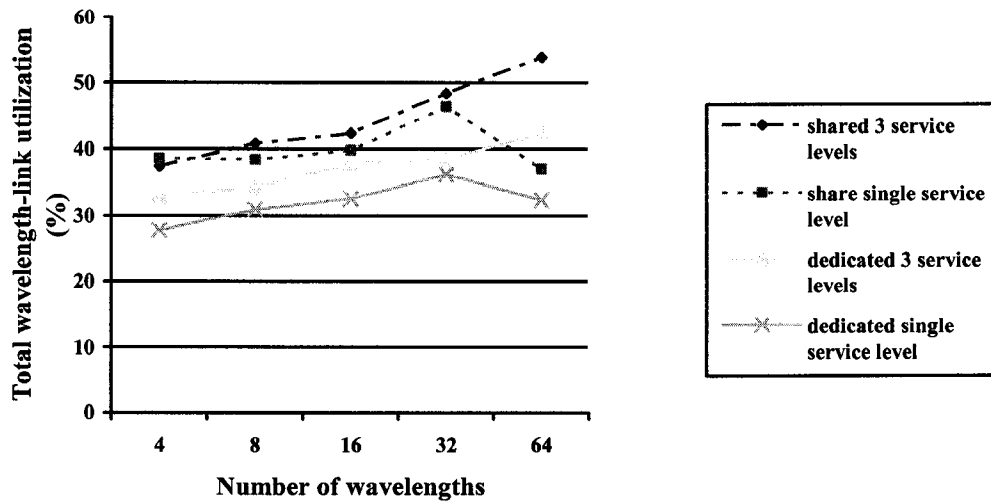 Total wavelength-link utilization
(%)
60
50
40
30
20
10
0
4 8 16 32 64
Number of wavelengths
shared 3 service
levels
share single service
level
dedicated 3 service
levels
dedicated single
service level